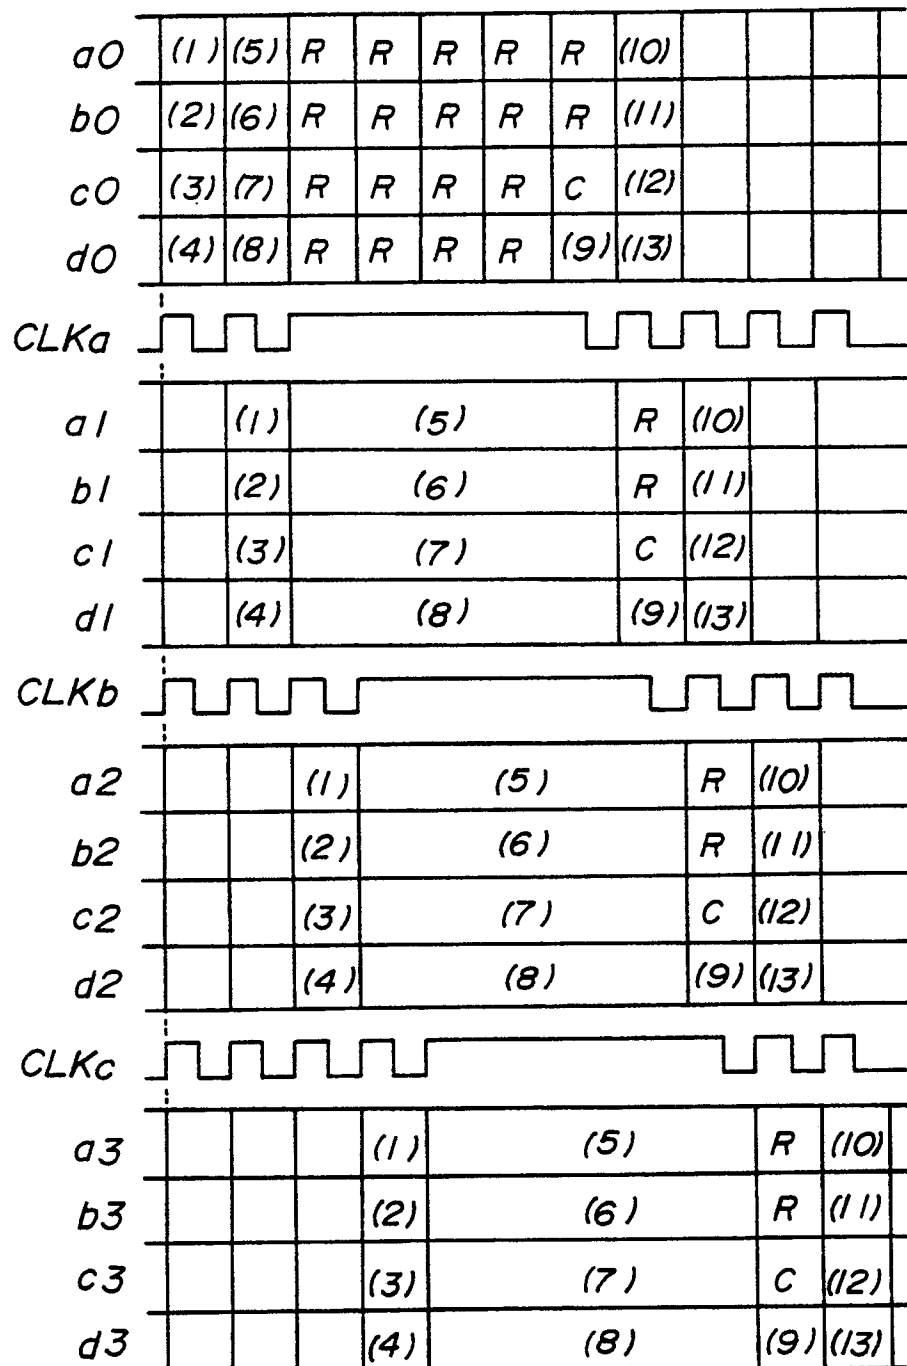 a0 (1) (5) R R R R R (10)
b0 (2) (6) R R R R R (11)
c0 (3) (7) R R R R C (12)
d0 (4) (8) R R R R (9) (13)
CLKa
a1 (1) (5) R (10)
b1 (2) (6) R (11)
c1 (3) (7) C (12)
d1 (4) (8) (9) (13)
CLKb
a2 (1) (5) R (10)
b2 (2) (6) R (11)
c2 (3) (7) C (12)
d2 (4) (8) (9) (13)
CLKc
a3 (1) (5) R (10)
b3 (2) (6) R (11)
c3 (3) (7) C (12)
d3 (4) (8) (9) (13)